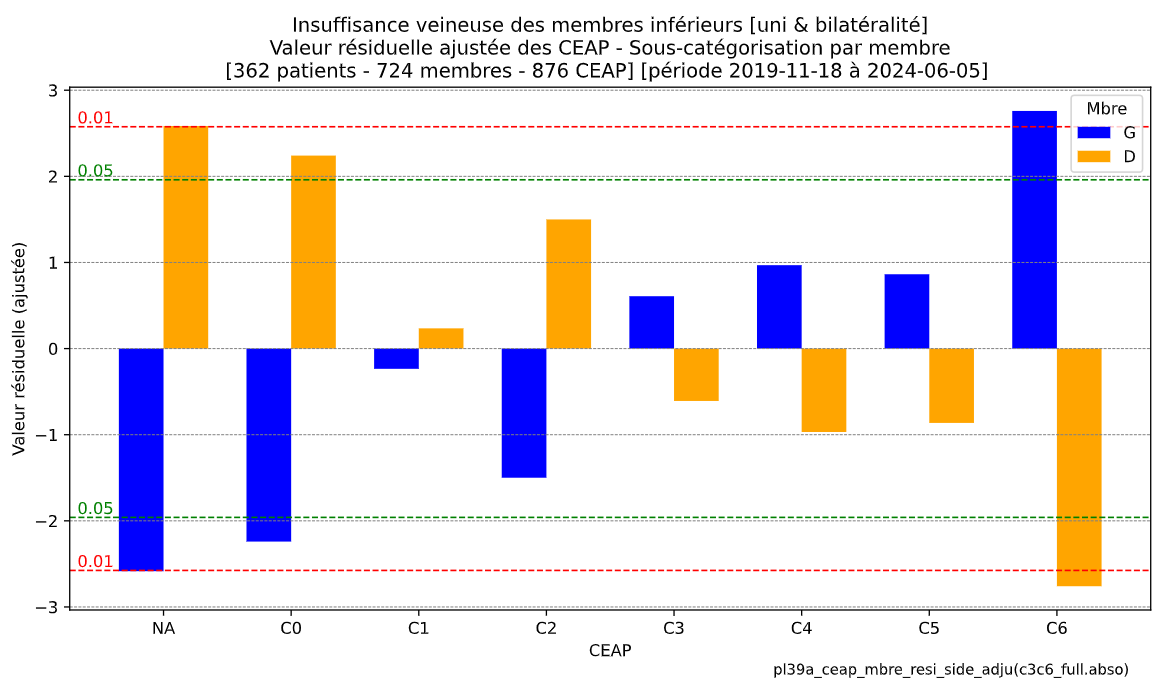 Insuffisance veineuse des membres inférieurs [uni & bilatéralité]
Valeur résiduelle ajustée des CEAP - Sous-catégorisation par membre
[362 patients - 724 membres - 876 CEAP] [période 2019-11-18 à 2024-06-05]
Mbre
G
D
0.01
0.05
0.05
0.01
3
2
1
0
−1
−2
−3
Valeur résiduelle (ajustée)
NA C0 C1 C2 C3 C4 C5 C6
CEAP
pl39a_ceap_mbre_resi_side_adju(c3c6_full.abso)